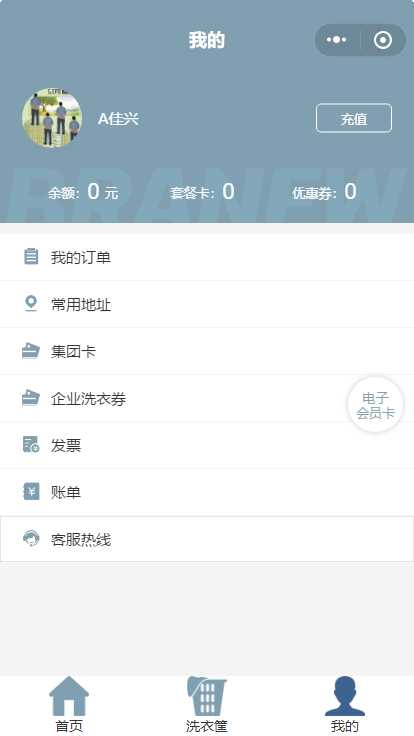 我的
A佳兴
充值
余额：0 元
套餐卡：0
优惠券：0
BRANEW
我的订单
常用地址
集团卡
企业洗衣券
电子
会员卡
发票
账单
客服热线
首页
洗衣筐
我的